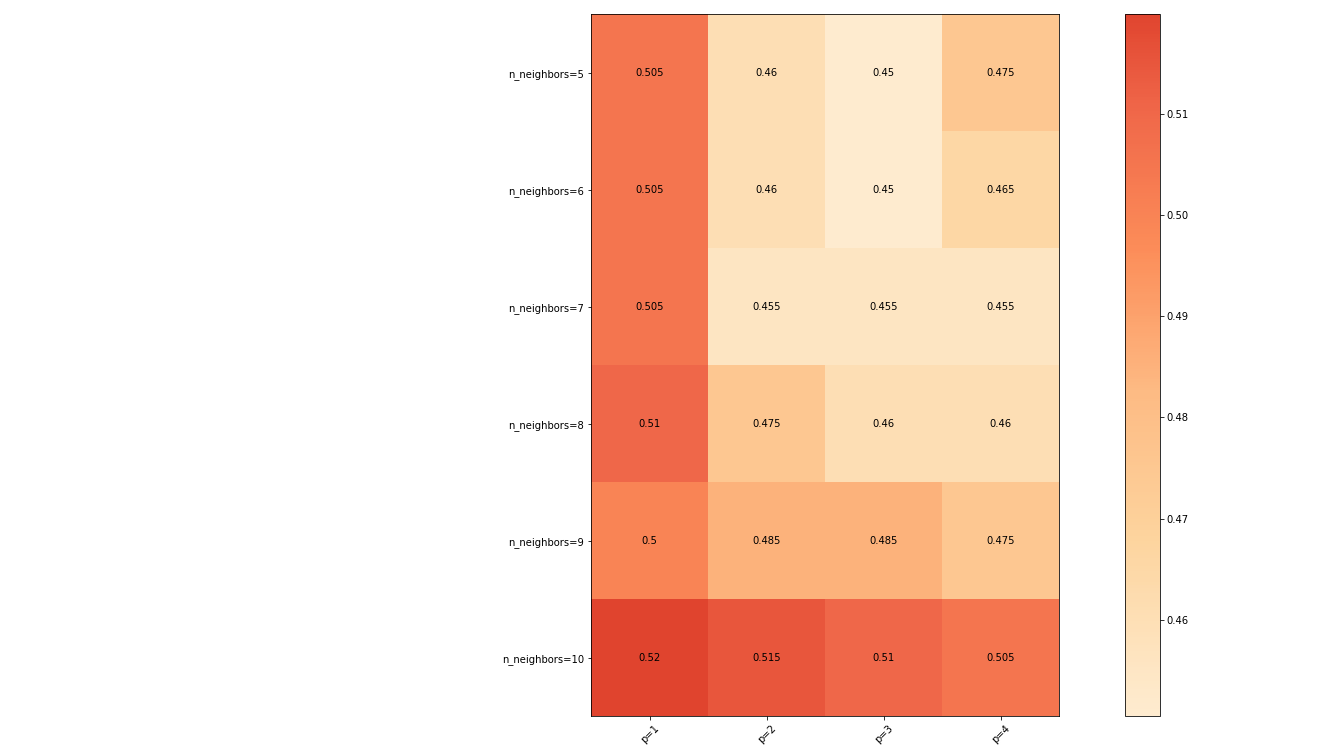 n_neighbors=5 0.505 0.46 0.45 0.475
n_neighbors=6 0.505 0.46 0.45 0.465
n_neighbors=7 0.505 0.455 0.455 0.455
n_neighbors=8 0.51 0.475 0.46 0.46
n_neighbors=9 0.5 0.485 0.485 0.475
n_neighbors=10 0.52 0.515 0.51 0.505
p=1 p=2 p=3 p=4
0.51
0.50
0.49
0.48
0.47
0.46